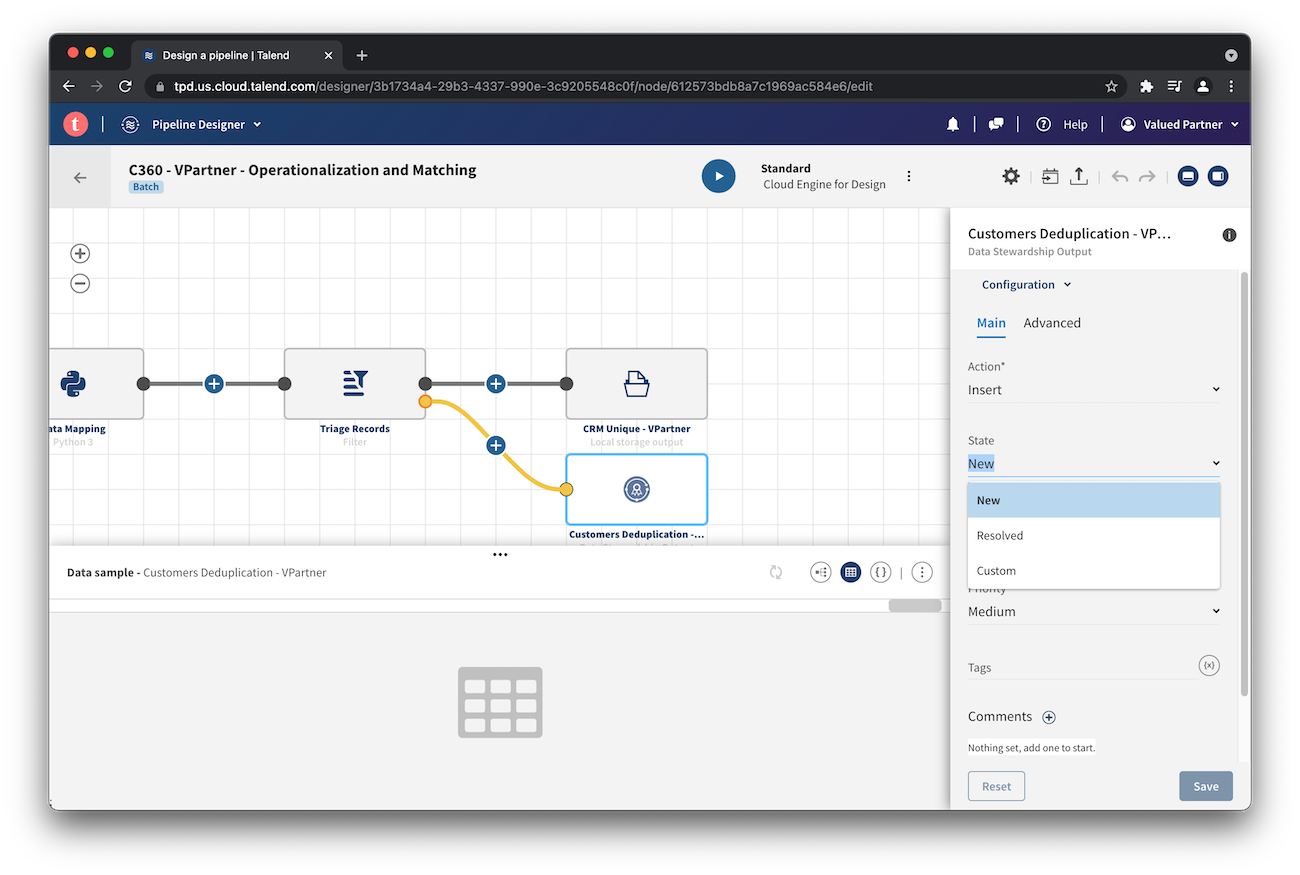 Design a pipeline | Talend
tpd.us.cloud.talend.com/designer/3b1734a4-29b3-4337-990e-3c9205548c0f/node/612573bdb8a7c1969ac584e6/edit
t
Pipeline Designer
Help
Valued Partner
C360 - VPartner - Operationalization and Matching
Batch
Standard
Cloud Engine for Design
Customers Deduplication - VP...
Data Stewardship Output
Configuration
Main
Advanced
Action*
Insert
State
New
New
Resolved
Custom
Priority
Medium
Tags
Comments
Nothing set, add one to start.
Reset
Save
ata Mapping
Python 3
Triage Records
Filter
CRM Unique - VPartner
Local storage output
Customers Deduplication -...
Data sample - Customers Deduplication - VPartner